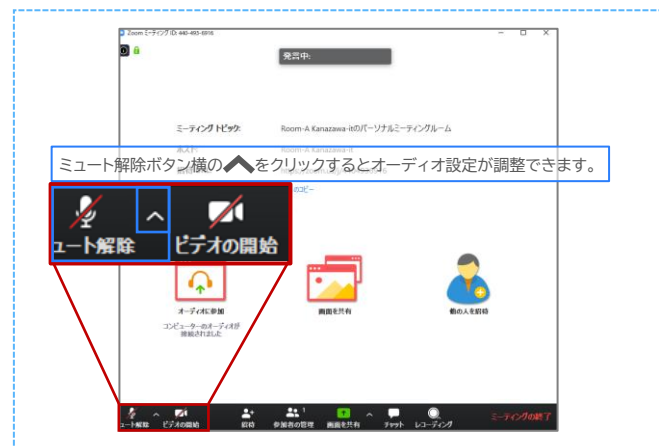 Zoom ミーティング ID: 440-493-6916
発言中:
ミーティング トピック:
Room-A Kanazawa-itのパーソナルミーティングルーム
Room-A Kanazawa-it
ミュート解除ボタン横の
をクリックするとオーディオ設定が調整できます。
のコピー
ュート解除
ビデオの開始
オーディオに参加
コンピューターのオーディオが
接続されました
画面を共有
他の人を招待
ュート解除
ビデオの開始
招待
参加者の管理
1
画面を共有
チャット
レコーディング
ミーティングの終了